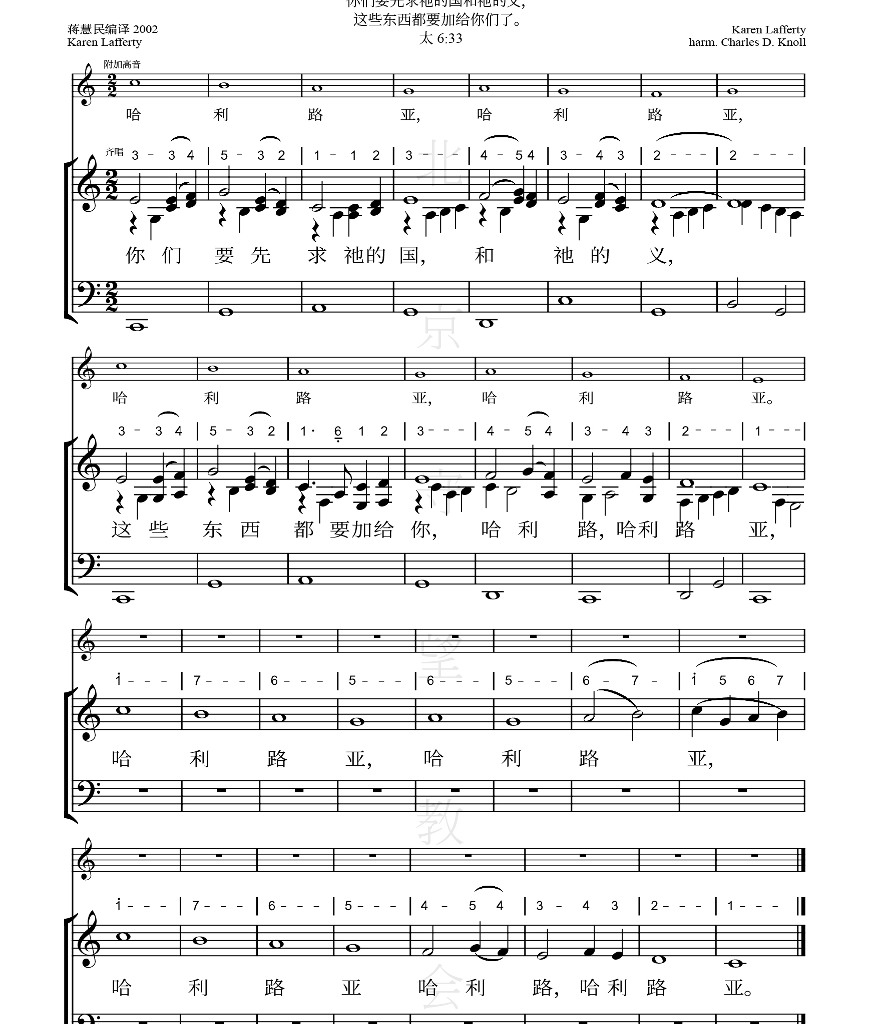 你们要先求祂的国和祂的义，
这些东西都要加给你们了。
太 6:33
蒋慧民编译 2002
Karen Lafferty
Karen Lafferty
harm. Charles D. Knoll
附加高音
哈 利 路 亚， 哈 利 路 亚，
齐唱 3 - 3 4 | 5 - 3 2 | 1 - 1 2 | 3 - - - | 4 - 5 4 | 3 - 4 3 | 2 - - - | 2 - - - |
你 们 要 先 求 祂的 国， 和 祂 的 义，
哈 利 路 亚， 哈 利 路 亚。
3 - 3 4 | 5 - 3 2 | 1· 6̣ 1 2 | 3 - - - | 4 - 5 4 | 3 - 4 3 | 2 - - - | 1 - - - |
这 些 东 西 都 要加给 你， 哈 利 路，哈利 路 亚，
1̇ - - - | 7 - - - | 6 - - - | 5 - - - | 6 - - - | 5 - - - | 6 - 7 - | 1̇ 5 6 7 |
哈 利 路 亚， 哈 利 路 亚，
1̇ - - - | 7 - - - | 6 - - - | 5 - - - | 4 - 5 4 | 3 - 4 3 | 2 - - - | 1 - - - ‖
哈 利 路 亚 哈 利 路，哈 利 路 亚。
北京守望教会